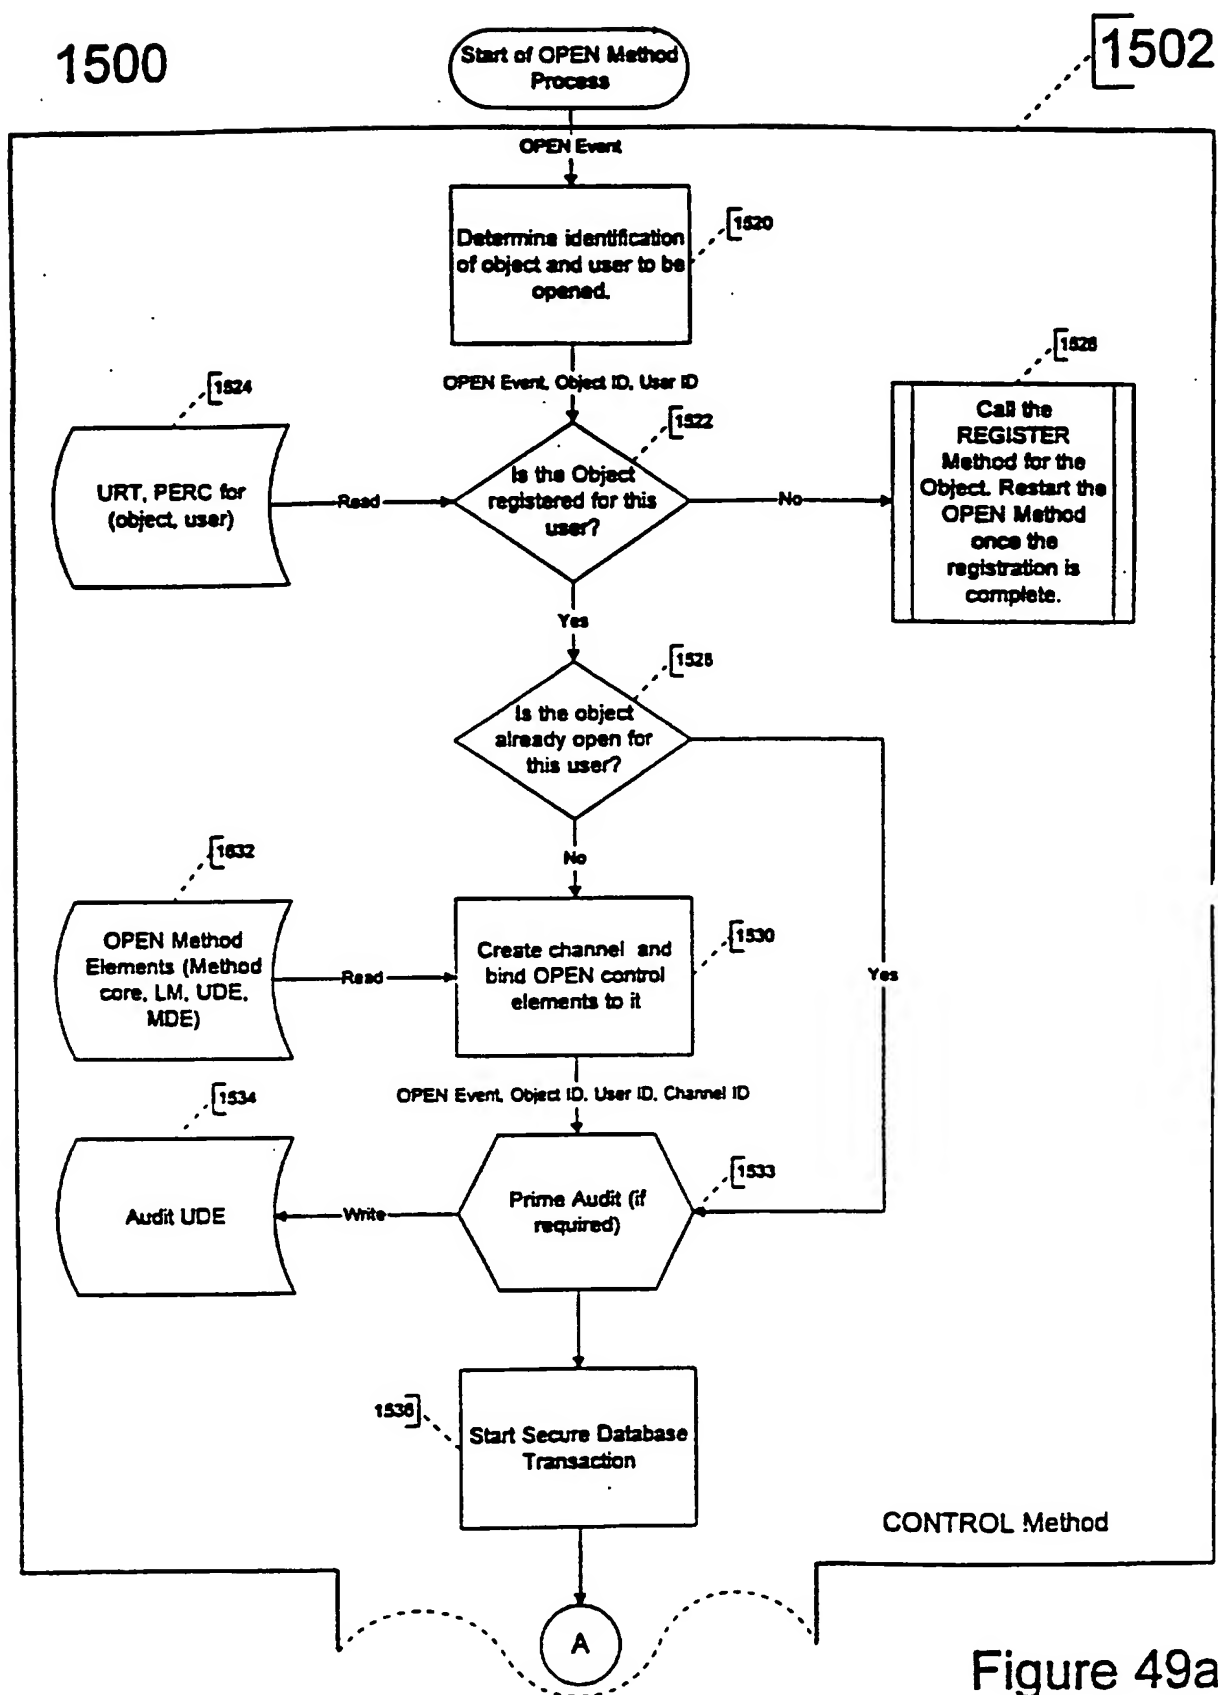 1500
1502
Start of OPEN Method
Process
OPEN Event
1520
Determine identification
of object and user to be
opened.
OPEN Event, Object ID, User ID
1524
1522
1526
URT, PERC for
(object, user)
Read
Is the Object
registered for this
user?
No
Call the
REGISTER
Method for the
Object. Restart the
OPEN Method
once the
registration is
complete.
Yes
1528
Is the object
already open for
this user?
No
Yes
1532
OPEN Method
Elements (Method
core, LM, UDE,
MDE)
Read
1530
Create channel and
bind OPEN control
elements to it
OPEN Event, Object ID, User ID, Channel ID
1534
1533
Audit UDE
Write
Prime Audit (if
required)
1536
Start Secure Database
Transaction
CONTROL Method
A
Figure 49a